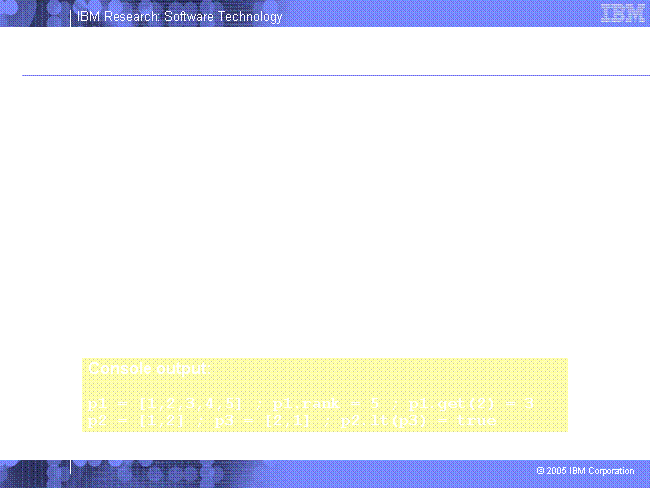 IBM Research: Software Technology
IBM
Console output:
p1 = [1,2,3,4,5] p1.rank = 5 p1.get(2) = 3
p2 = [1,2] p3 = [2,1] p2.lt(p3) = true
© 2005 IBM Corporation